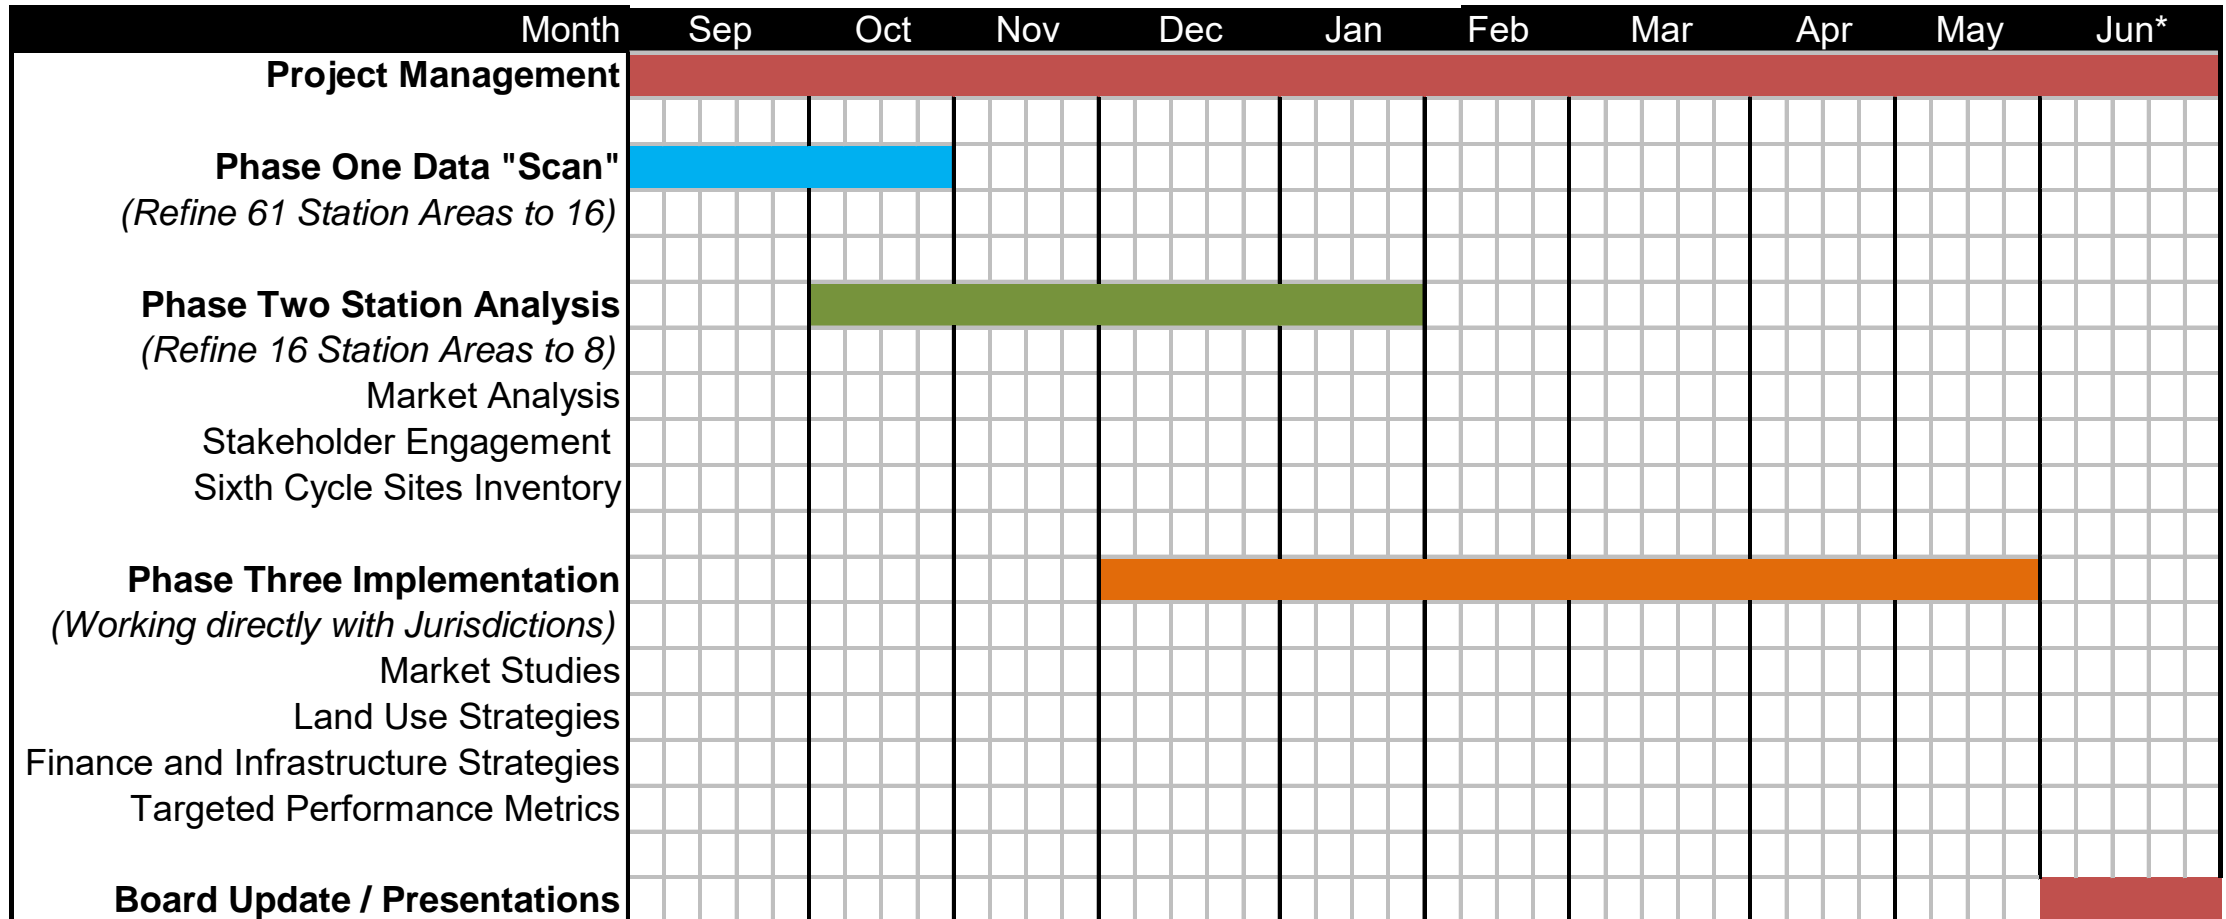 Month Sep Oct Nov Dec Jan Feb Mar Apr May Jun*
Project Management
Phase One Data "Scan"
(Refine 61 Station Areas to 16)
Phase Two Station Analysis
(Refine 16 Station Areas to 8)
Market Analysis
Stakeholder Engagement
Sixth Cycle Sites Inventory
Phase Three Implementation
(Working directly with Jurisdictions)
Market Studies
Land Use Strategies
Finance and Infrastructure Strategies
Targeted Performance Metrics
Board Update / Presentations